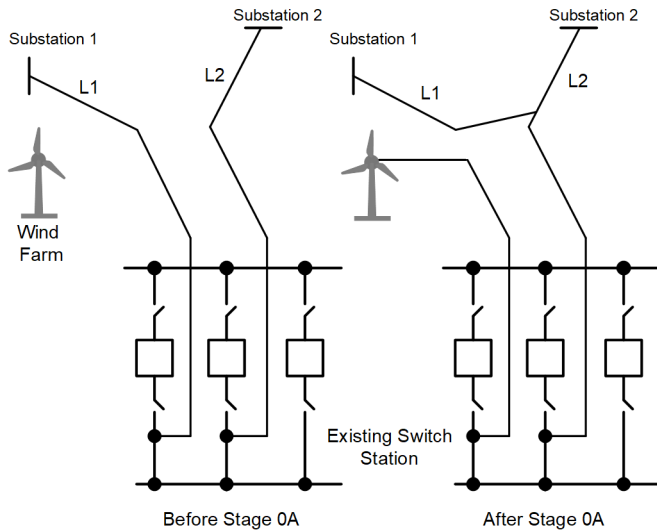 Substation 1
Substation 2
L1
L2
Wind
Farm
Before Stage 0A
Substation 1
Substation 2
L1
L2
Existing Switch
Station
After Stage 0A